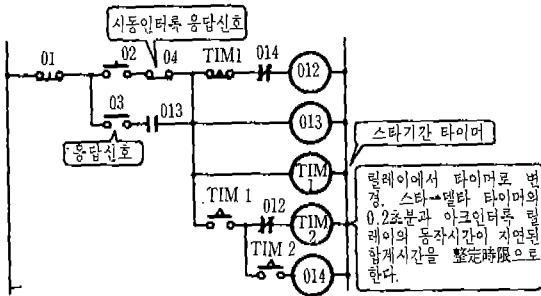 시동인터록 응답신호
01
02
04
TIM1
014
012
03
013
013
응답신호
스타기간 타이머
TIM
1
TIM 1
012
TIM
2
TIM 2
014
릴레이에서 타이머로 변
경. 스타→델타 타이머의
0.2초분과 아크인터록 릴
레이의 동작시간이 지연된
합계시간을 整定時限으로
한다.